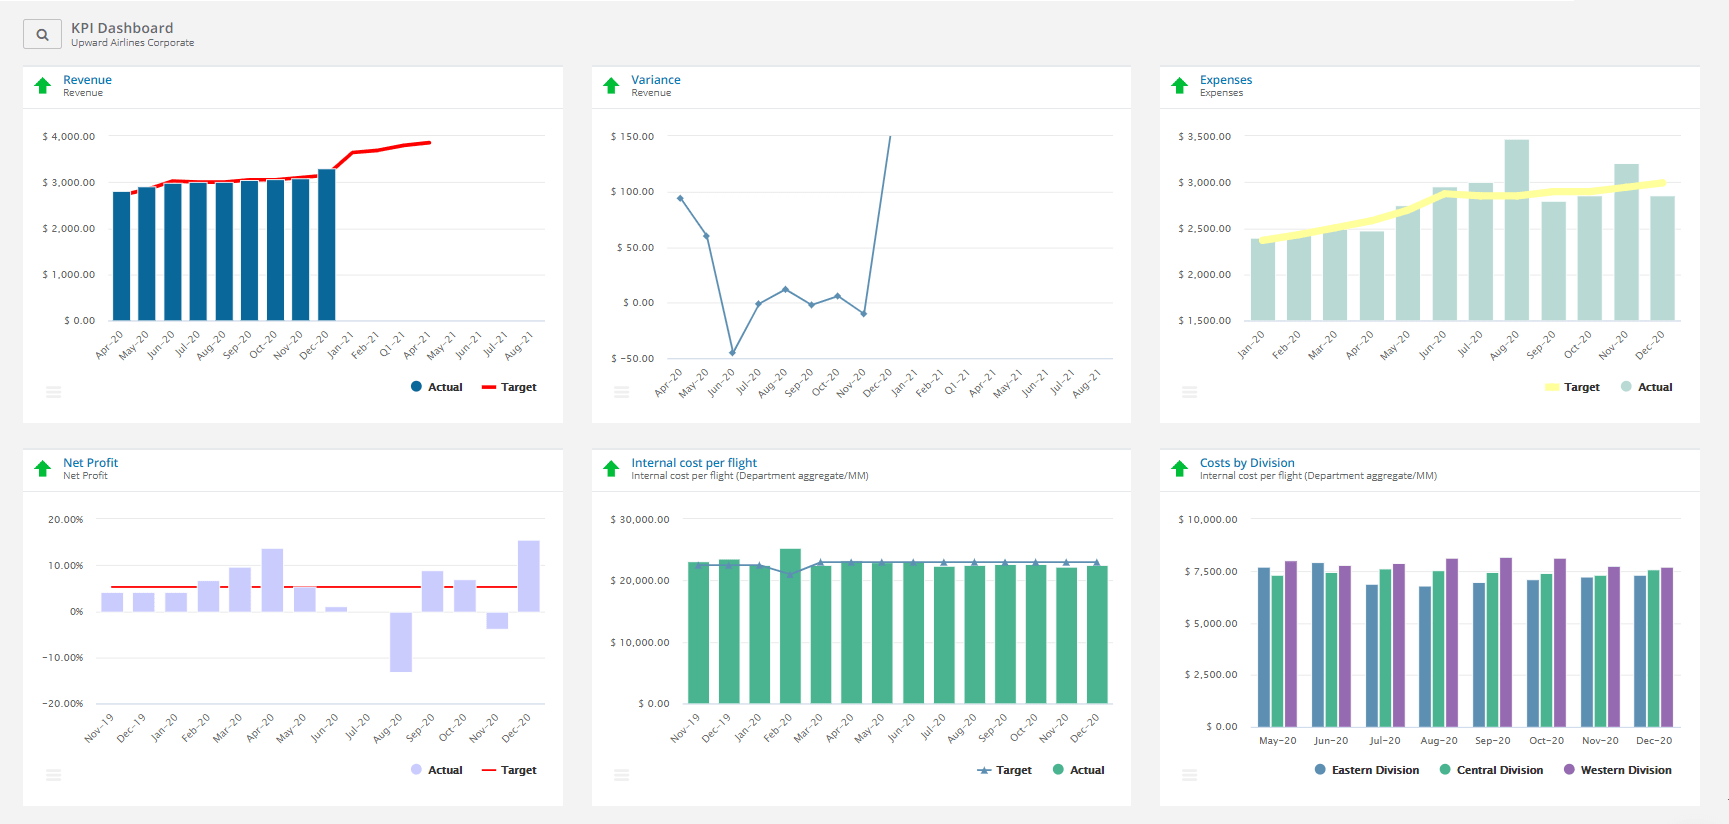 KPI Dashboard
Upward Airlines Corporate
Revenue
Revenue
$ 4,000.00
$ 3,000.00
$ 2,000.00
$ 1,000.00
$ 0.00
Apr-20 May-20 Jun-20 Jul-20 Aug-20 Sep-20 Oct-20 Nov-20 Dec-20 Jan-21 Feb-21 Q1-21 Apr-21 May-21 Jun-21 Jul-21 Aug-21
Actual Target
Variance
Revenue
$ 150.00
$ 100.00
$ 50.00
$ 0.00
$ -50.00
Apr-20 May-20 Jun-20 Jul-20 Aug-20 Sep-20 Oct-20 Nov-20 Dec-20 Jan-21 Feb-21 Q1-21 Apr-21 May-21 Jun-21 Jul-21 Aug-21
Expenses
Expenses
$ 3,500.00
$ 3,000.00
$ 2,500.00
$ 2,000.00
$ 1,500.00
Jan-20 Feb-20 Mar-20 Apr-20 May-20 Jun-20 Jul-20 Aug-20 Sep-20 Oct-20 Nov-20 Dec-20
Target Actual
Net Profit
Net Profit
20.00%
10.00%
0%
-10.00%
-20.00%
Nov-19 Dec-19 Jan-20 Feb-20 Mar-20 Apr-20 May-20 Jun-20 Jul-20 Aug-20 Sep-20 Oct-20 Nov-20 Dec-20
Actual Target
Internal cost per flight
Internal cost per flight (Department aggregate/MM)
$ 30,000.00
$ 20,000.00
$ 10,000.00
$ 0.00
Nov-19 Dec-19 Jan-20 Feb-20 Mar-20 Apr-20 May-20 Jun-20 Jul-20 Aug-20 Sep-20 Oct-20 Nov-20 Dec-20
Target Actual
Costs by Division
Internal cost per flight (Department aggregate/MM)
$ 10,000.00
$ 7,500.00
$ 5,000.00
$ 2,500.00
$ 0.00
May-20 Jun-20 Jul-20 Aug-20 Sep-20 Oct-20 Nov-20 Dec-20
Eastern Division Central Division Western Division